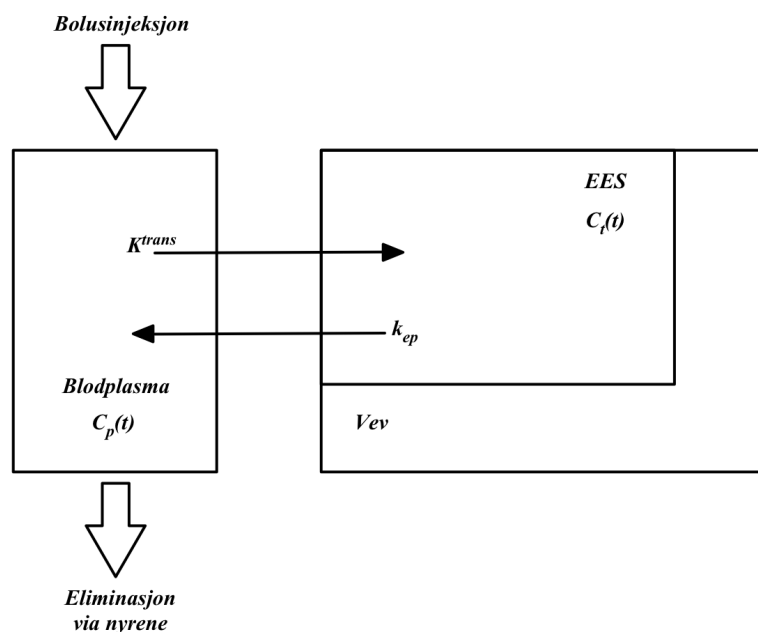 Bolusinjeksjon
EES
C_t(t)
K^trans
k_ep
Blodplasma
C_p(t)
Vev
Eliminasjon
via nyrene